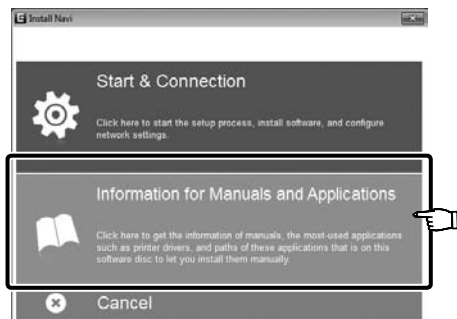 Install Navi
Start & Connection
Click here to start the setup process, install software, and configure
network settings.
Information for Manuals and Applications
Click here to get the information of manuals, the most-used applications
such as printer drivers, and paths of these applications that is on this
software disc to let you install them manually.
Cancel